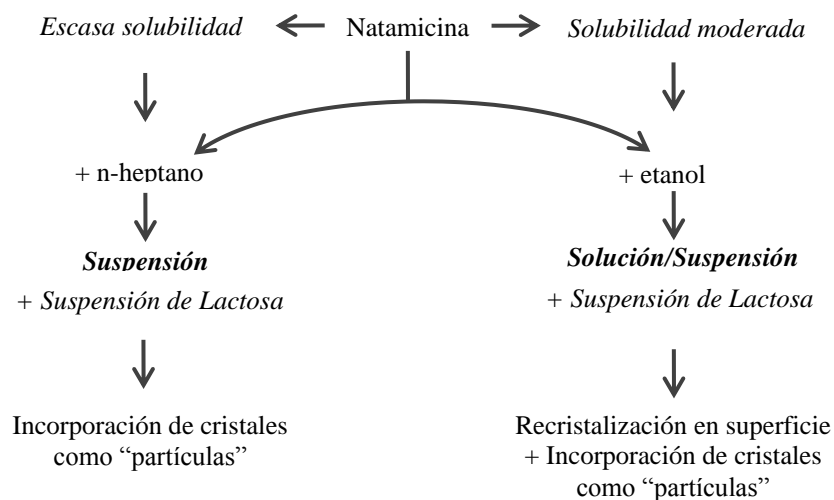 Escasa solubilidad
Natamicina
Solubilidad moderada
+ n-heptano
+ etanol
Suspensión
Solución/Suspensión
+ Suspensión de Lactosa
+ Suspensión de Lactosa
Incorporación de cristales
como “partículas”
Recristalización en superficie
+ Incorporación de cristales
como “partículas”